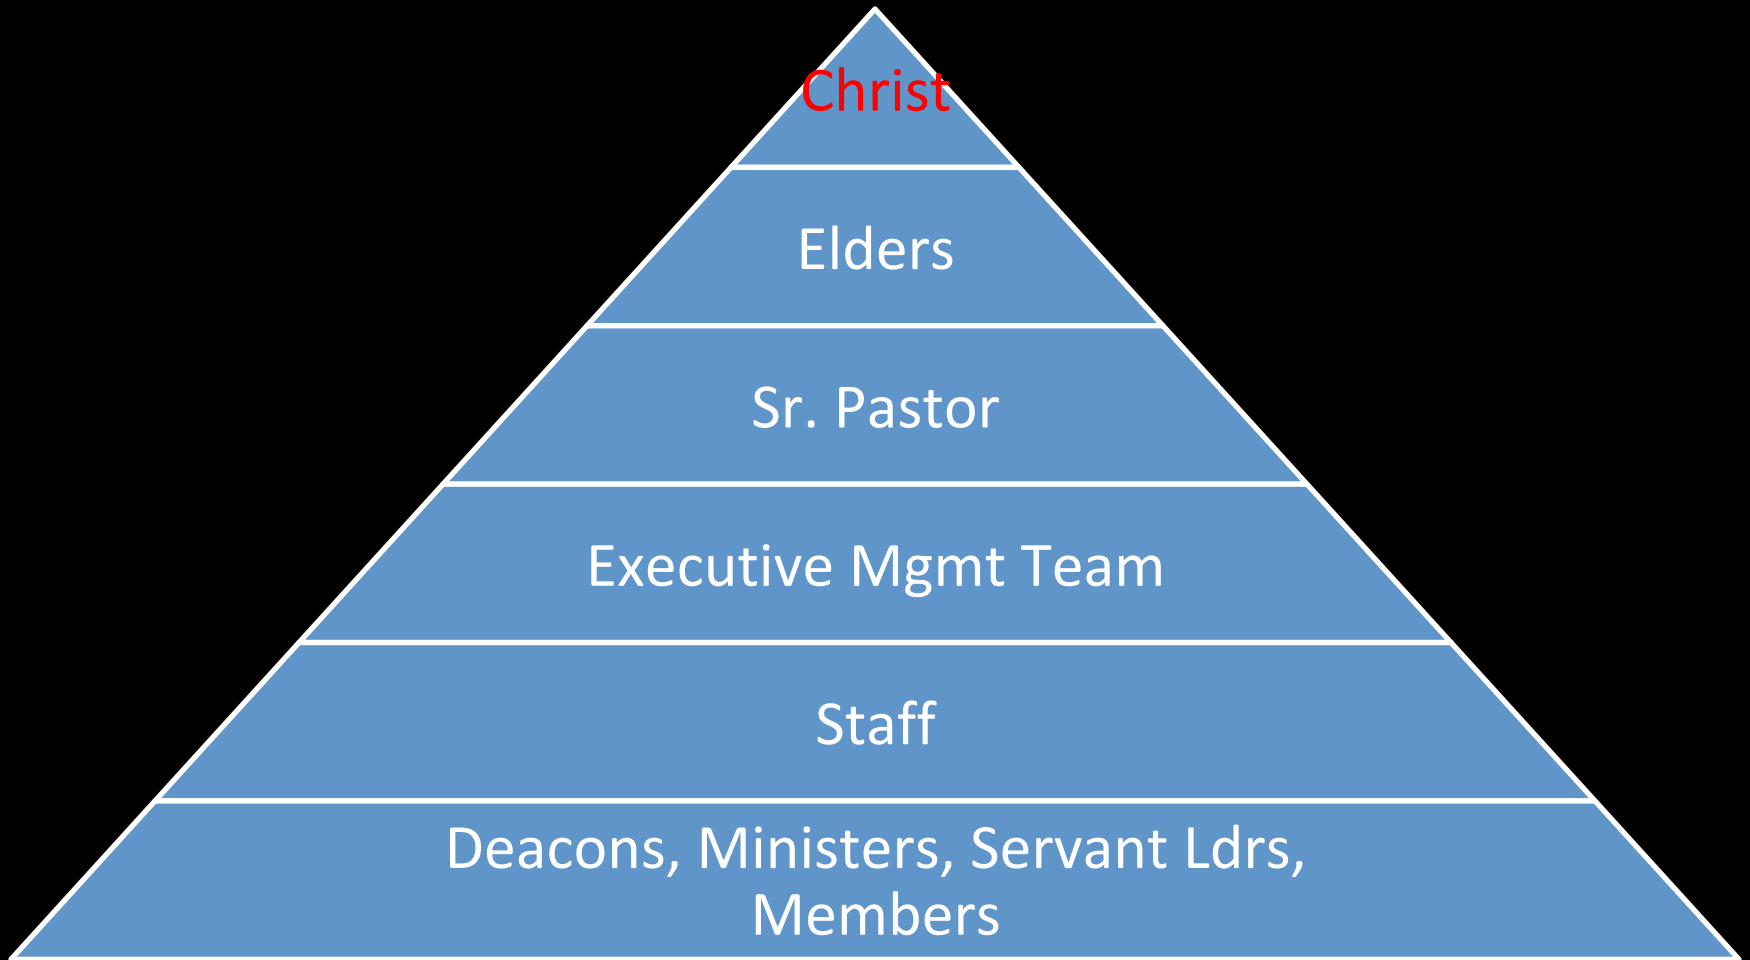 Christ
Elders
Sr. Pastor
Executive Mgmt Team
Staff
Deacons, Ministers, Servant Ldrs,
Members